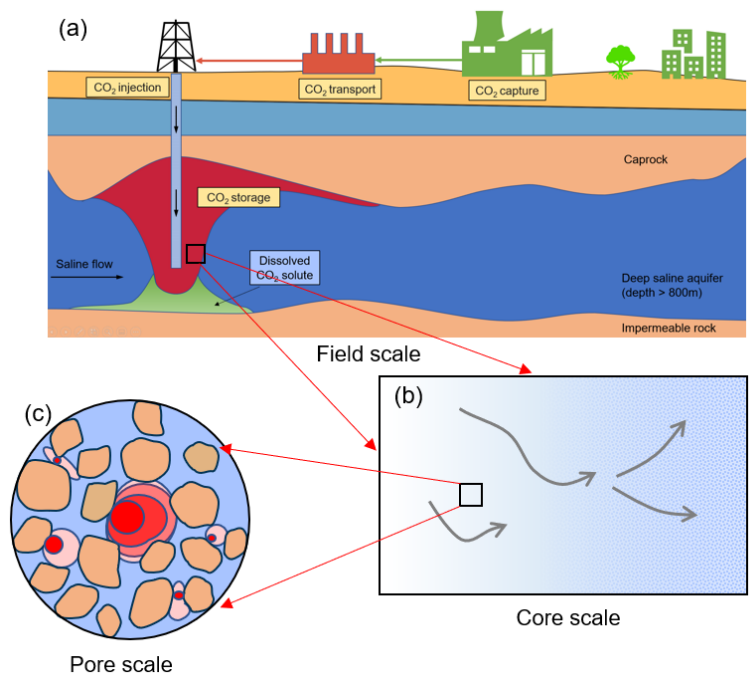 (a)
CO₂ injection
CO₂ transport
CO₂ capture
Caprock
CO₂ storage
Saline flow
Dissolved
CO₂ solute
Deep saline aquifer
(depth > 800m)
Impermeable rock
Field scale
(b)
(c)
Core scale
Pore scale